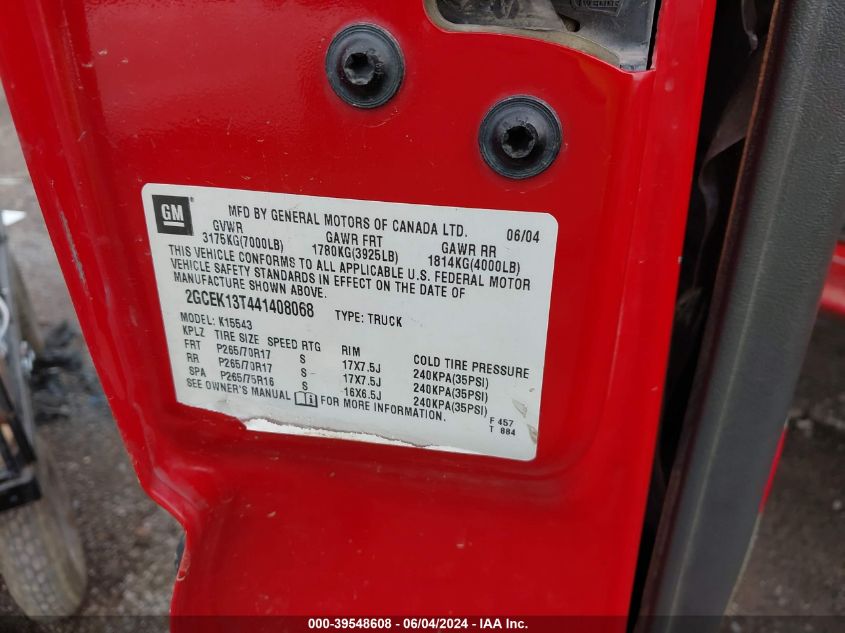 GM
MFD BY GENERAL MOTORS OF CANADA LTD. 06/04
GVWR GAWR FRT GAWR RR
3175KG(7000LB) 1780KG(3925LB) 1814KG(4000LB)
THIS VEHICLE CONFORMS TO ALL APPLICABLE U.S. FEDERAL MOTOR
VEHICLE SAFETY STANDARDS IN EFFECT ON THE DATE OF
MANUFACTURE SHOWN ABOVE.
2GCEK13T441408068 TYPE: TRUCK
MODEL: K15543
KPLZ TIRE SIZE SPEED RTG RIM COLD TIRE PRESSURE
FRT P265/70R17 S 17X7.5J 240KPA(35PSI)
RR P265/70R17 S 17X7.5J 240KPA(35PSI)
SPA P265/75R16 S 16X6.5J 240KPA(35PSI)
SEE OWNER'S MANUAL FOR MORE INFORMATION.
F 457
T 884
000-39548608 - 06/04/2024 - IAA Inc.